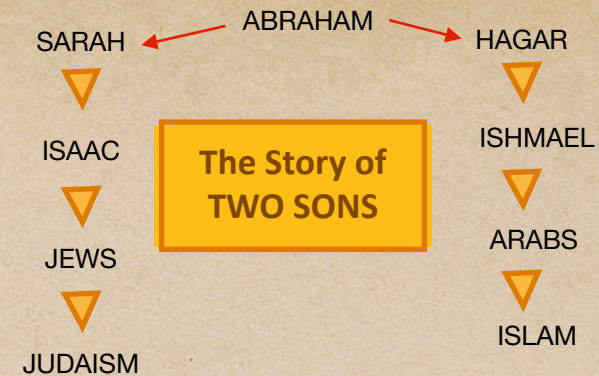 ABRAHAM
SARAH
HAGAR
ISAAC
ISHMAEL
The Story of
TWO SONS
JEWS
ARABS
JUDAISM
ISLAM